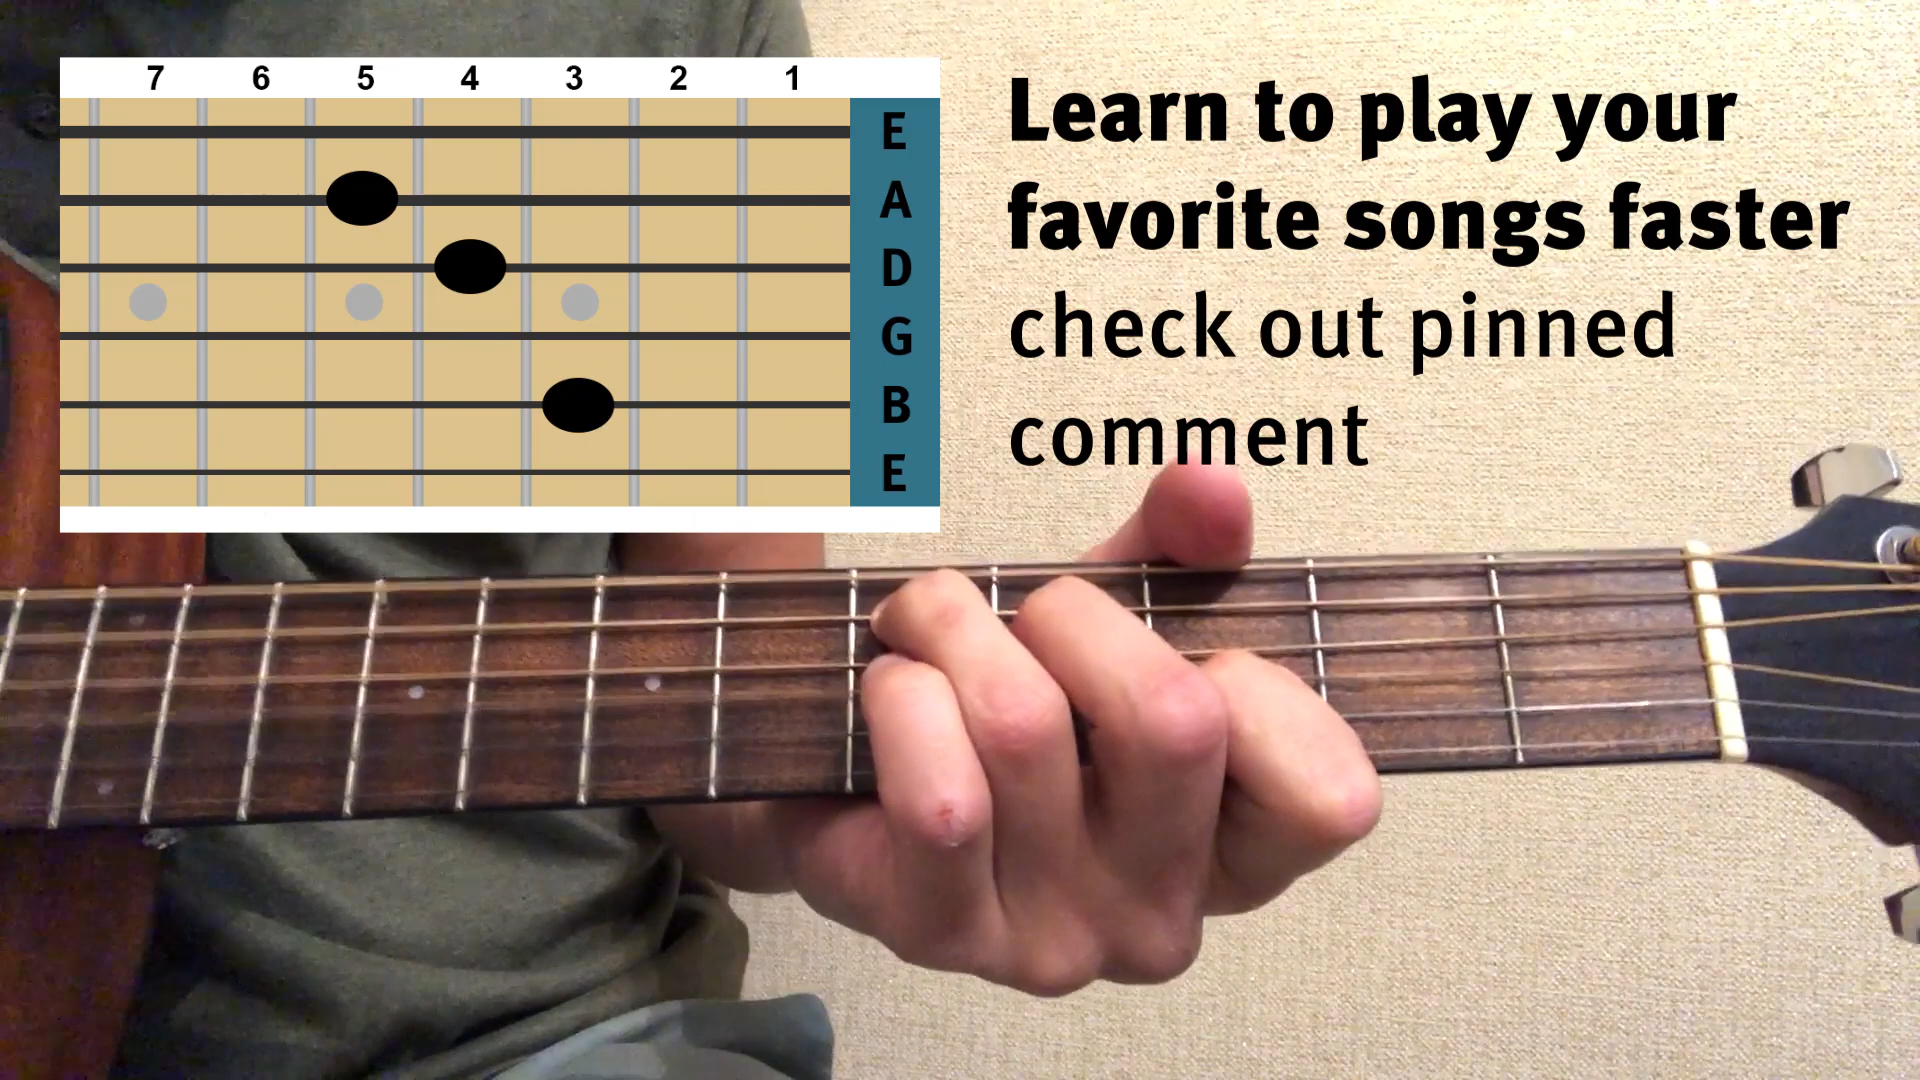 7 6 5 4 3 2 1
E
A
D
G
B
E
Learn to play your
favorite songs faster
check out pinned
comment